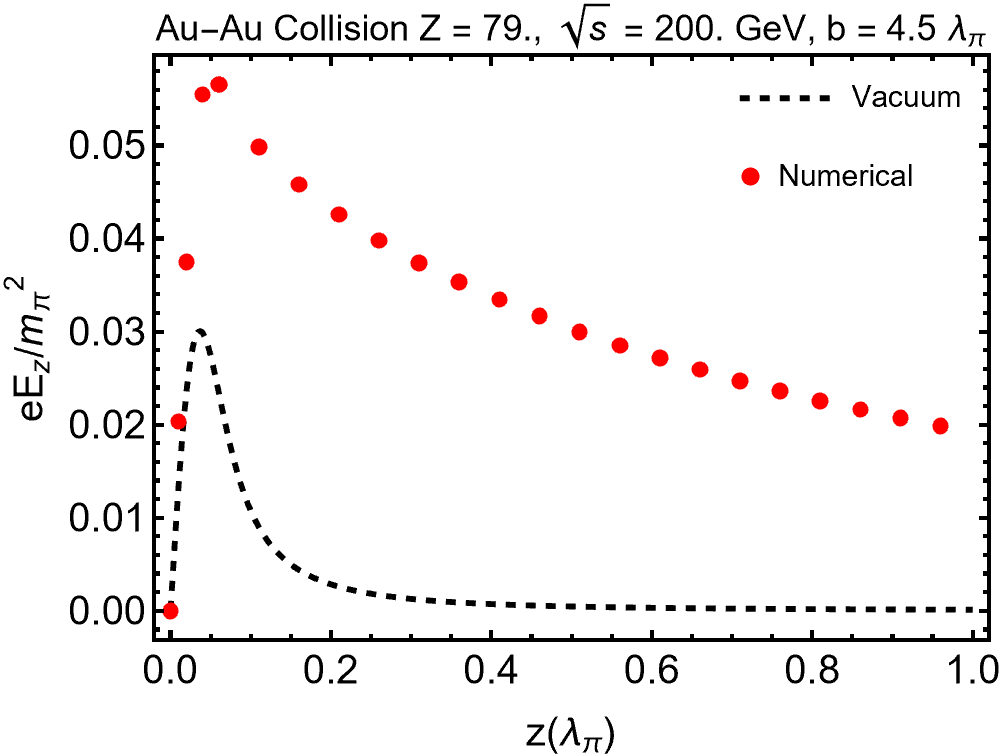 Au−Au Collision Z = 79., √s = 200. GeV, b = 4.5 λπ
Vacuum
Numerical
eEz/mπ²
0.05
0.04
0.03
0.02
0.01
0.00
0.0 0.2 0.4 0.6 0.8 1.0
z(λπ)